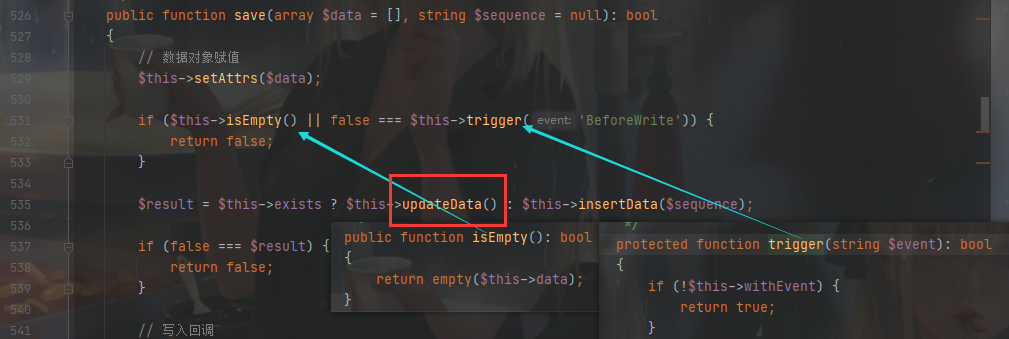 526 public function save(array $data = [], string $sequence = null): bool
527 {
528 // 数据对象赋值
529 $this->setAttrs($data);
530
531 if ($this->isEmpty() || false === $this->trigger( event: 'BeforeWrite')) {
532 return false;
533 }
534
535 $result = $this->exists ? $this->updateData() : $this->insertData($sequence);
536
537 if (false === $result) {
538 return false;
539 }
540
541 // 写入回调
public function isEmpty(): bool
{
return empty($this->data);
}
*/
protected function trigger(string $event): bool
{
if (!$this->withEvent) {
return true;
}